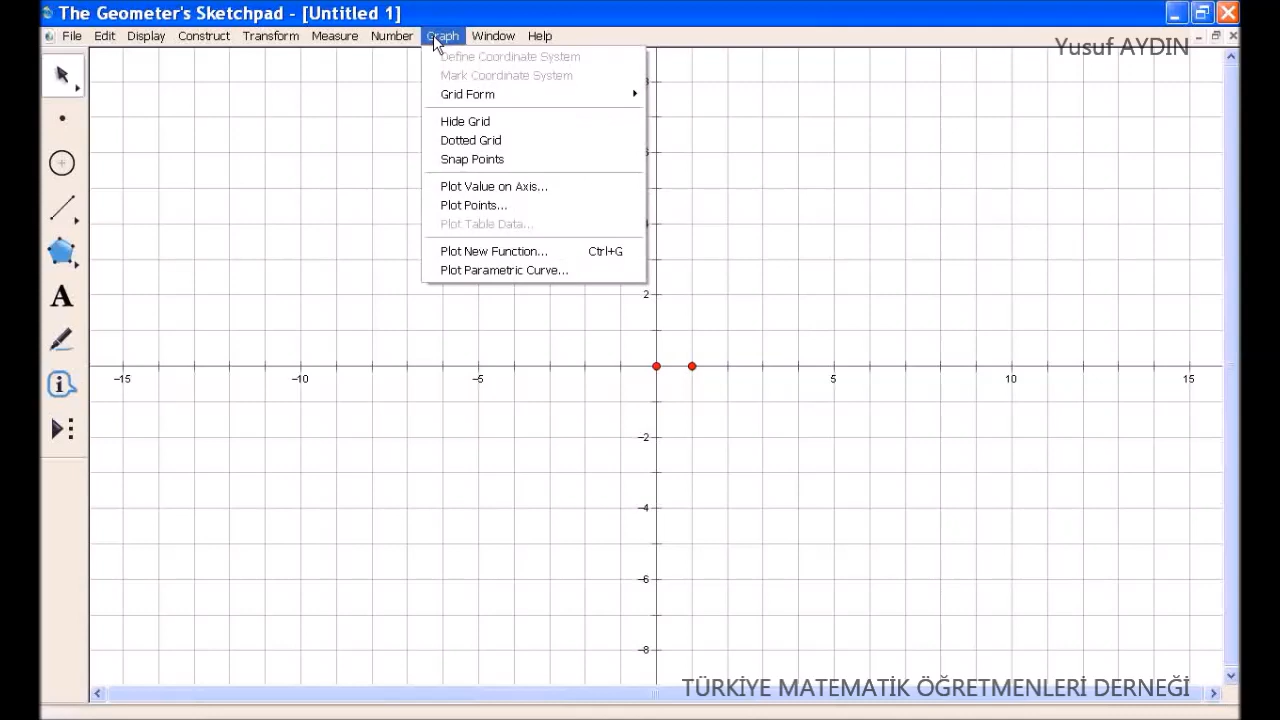 The Geometer's Sketchpad - [Untitled 1]
File Edit Display Construct Transform Measure Number Graph Window Help
Yusuf AYDIN
Define Coordinate System
Mark Coordinate System
Grid Form
Hide Grid
Dotted Grid
Snap Points
Plot Value on Axis...
Plot Points...
Plot Table Data...
Plot New Function... Ctrl+G
Plot Parametric Curve...
2
-15 -10 -5 5 10 15
-2
-4
-6
-8
A
i
TÜRKİYE MATEMATİK ÖĞRETMENLERİ DERNEĞİ